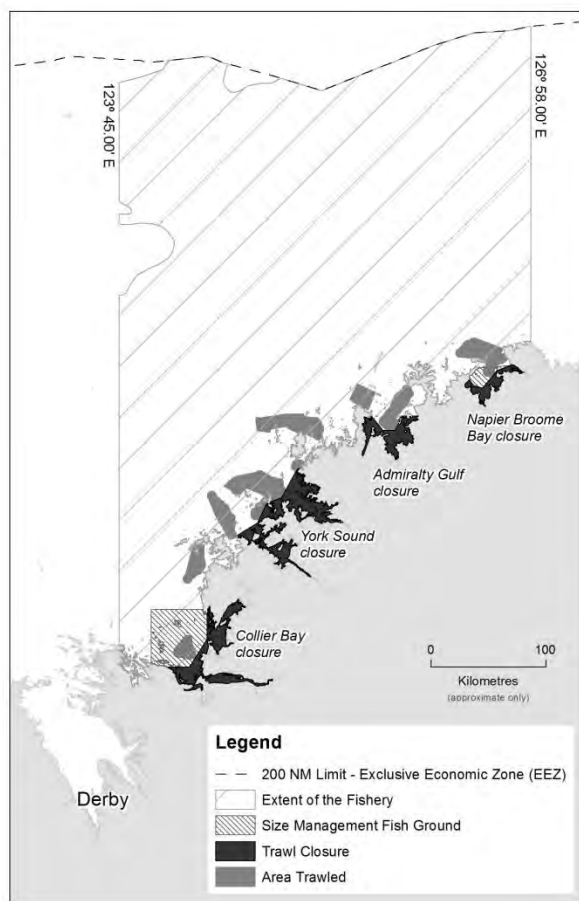 123º 45.00' E
126º 58.00' E
Napier Broome
Bay closure
Admiralty Gulf
closure
York Sound
closure
Collier Bay
closure
0 100
Kilometres
(approximate only)
Derby
Legend
200 NM Limit - Exclusive Economic Zone (EEZ)
Extent of the Fishery
Size Management Fish Ground
Trawl Closure
Area Trawled